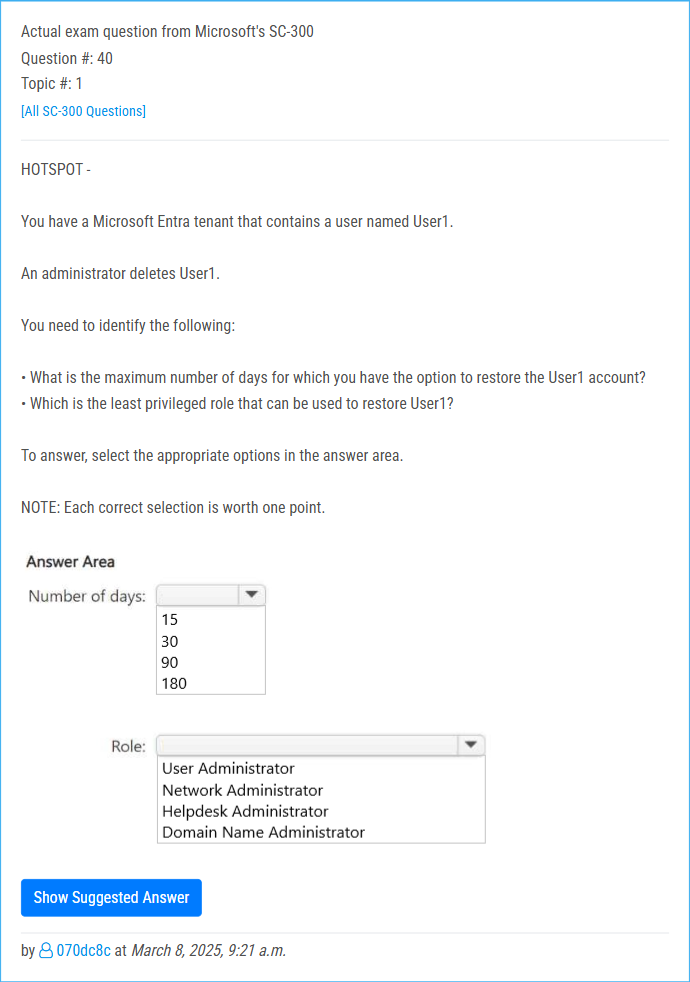 Actual exam question from Microsoft's SC-300
Question #: 40
Topic #: 1
[All SC-300 Questions]
HOTSPOT -
You have a Microsoft Entra tenant that contains a user named User1.
An administrator deletes User1.
You need to identify the following:
• What is the maximum number of days for which you have the option to restore the User1 account?
• Which is the least privileged role that can be used to restore User1?
To answer, select the appropriate options in the answer area.
NOTE: Each correct selection is worth one point.
Answer Area
Number of days:
15
30
90
180
Role:
User Administrator
Network Administrator
Helpdesk Administrator
Domain Name Administrator
Show Suggested Answer
by 070dc8c at March 8, 2025, 9:21 a.m.